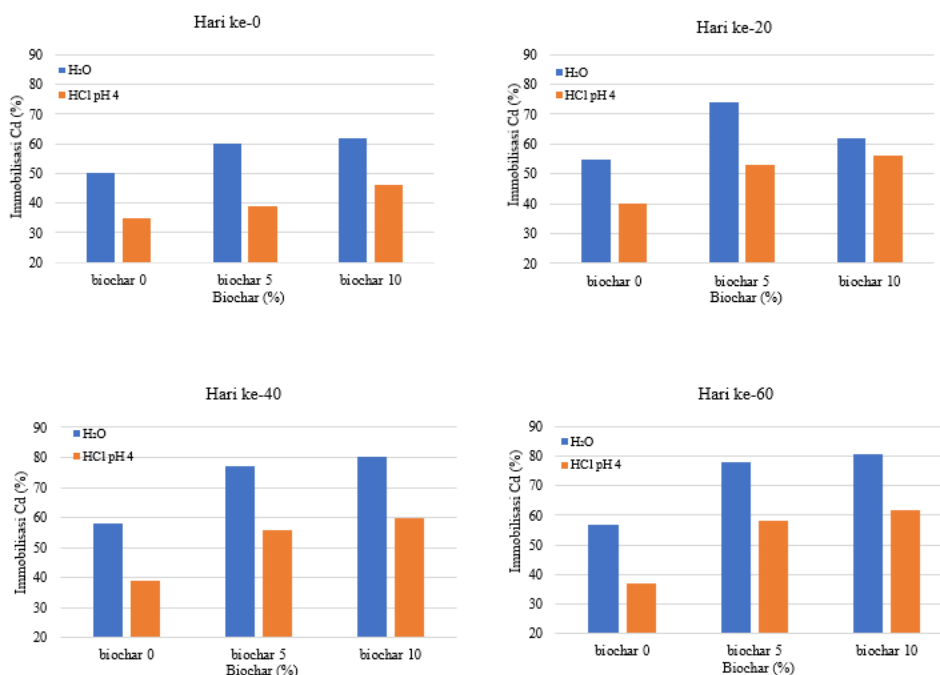 Hari ke-0
Immobilisasi Cd (%)
90
80
70
60
50
40
30
20
H₂O
HCl pH 4
biochar 0 biochar 5 biochar 10
Biochar (%)
Hari ke-20
Immobilisasi Cd (%)
90
80
70
60
50
40
30
20
H₂O
HCl pH 4
biochar 0 biochar 5 biochar 10
Biochar (%)
Hari ke-40
Immobilisasi Cd (%)
90
80
70
60
50
40
30
20
H₂O
HCl pH 4
biochar 0 biochar 5 biochar 10
Biochar (%)
Hari ke-60
Immobilisasi Cd (%)
90
80
70
60
50
40
30
20
H₂O
HCl pH 4
biochar 0 biochar 5 biochar 10
Biochar (%)